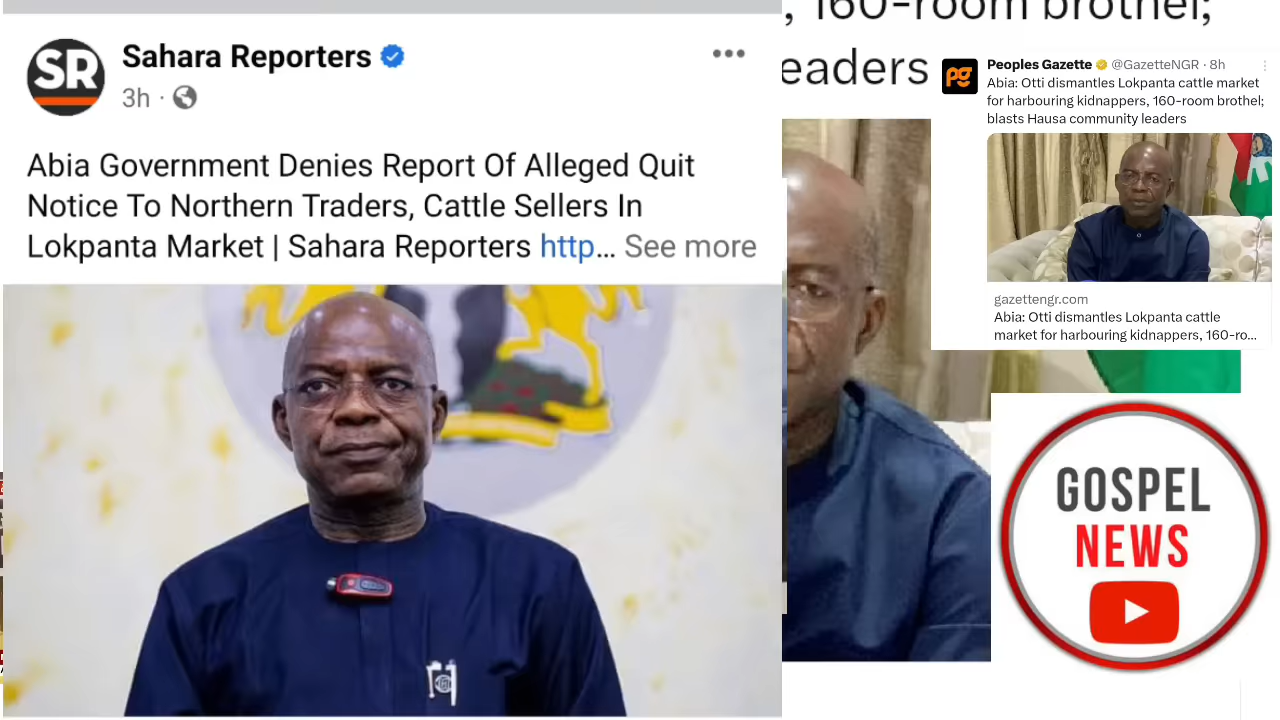 SR
Sahara Reporters
3h ·
Abia Government Denies Report Of Alleged Quit
Notice To Northern Traders, Cattle Sellers In
Lokpanta Market | Sahara Reporters http... See more
, 160-room brothel;
eaders
pg
Peoples Gazette @GazetteNGR · 8h
Abia: Otti dismantles Lokpanta cattle market
for harbouring kidnappers, 160-room brothel;
blasts Hausa community leaders
gazettengr.com
Abia: Otti dismantles Lokpanta cattle
market for harbouring kidnappers, 160-ro...
GOSPEL
NEWS